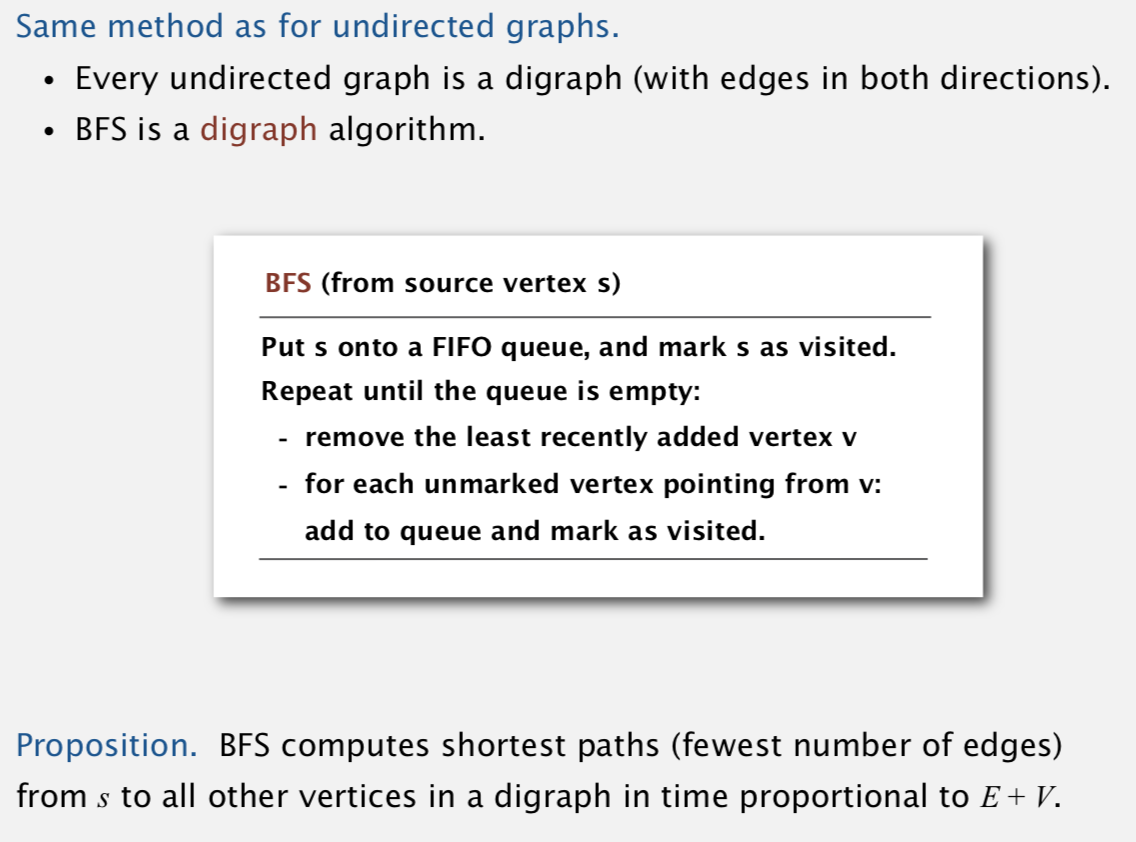 Same method as for undirected graphs.
• Every undirected graph is a digraph (with edges in both directions).
• BFS is a digraph algorithm.
BFS (from source vertex s)
Put s onto a FIFO queue, and mark s as visited.
Repeat until the queue is empty:
- remove the least recently added vertex v
- for each unmarked vertex pointing from v:
add to queue and mark as visited.
Proposition. BFS computes shortest paths (fewest number of edges)
from s to all other vertices in a digraph in time proportional to E + V.